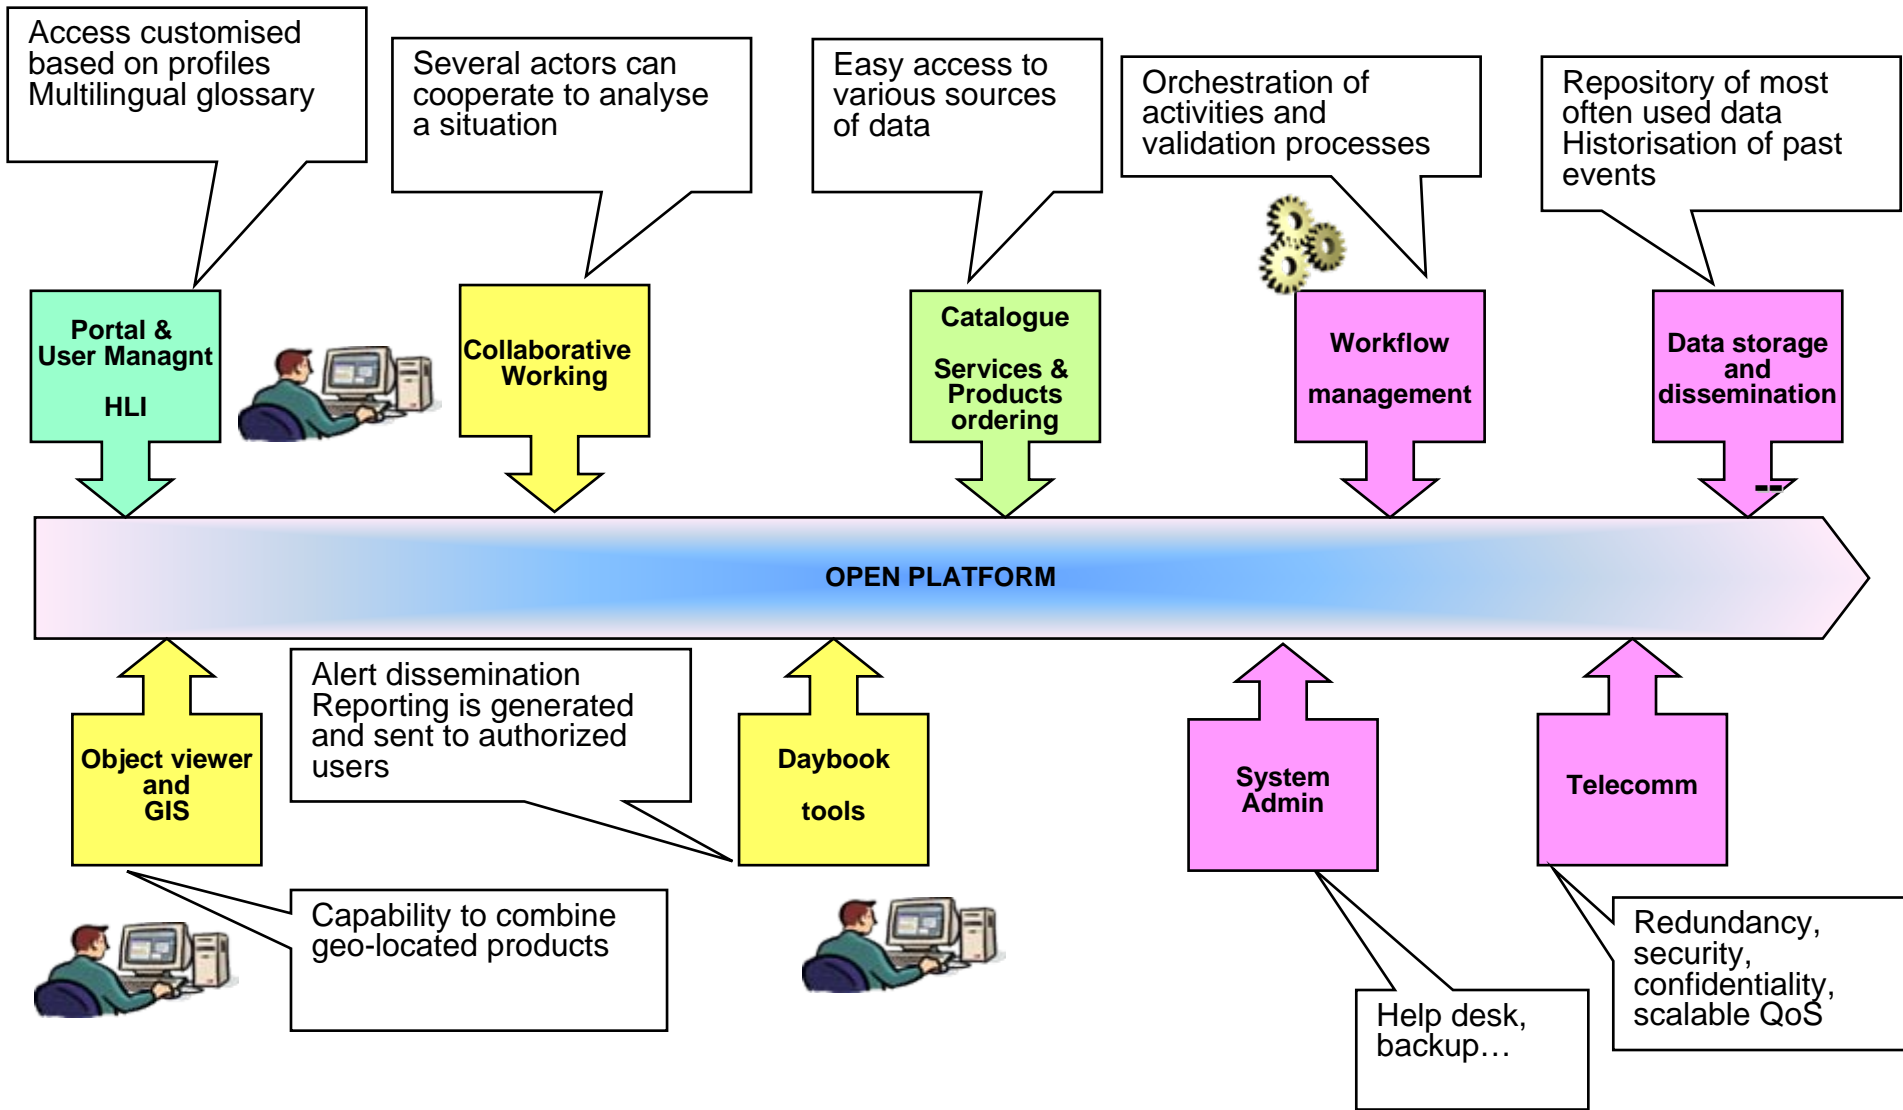 Access customised
based on profiles
Multilingual glossary
Several actors can
cooperate to analyse
a situation
Easy access to
various sources
of data
Orchestration of
activities and
validation processes
Repository of most
often used data
Historisation of past
events
Portal &
User Managnt
HLI
Collaborative
Working
Catalogue
Services &
Products
ordering
Workflow
management
Data storage
and
dissemination
--
OPEN PLATFORM
Object viewer
and
GIS
Alert dissemination
Reporting is generated
and sent to authorized
users
Daybook
tools
System
Admin
Telecomm
Capability to combine
geo-located products
Help desk,
backup…
Redundancy,
security,
confidentiality,
scalable QoS